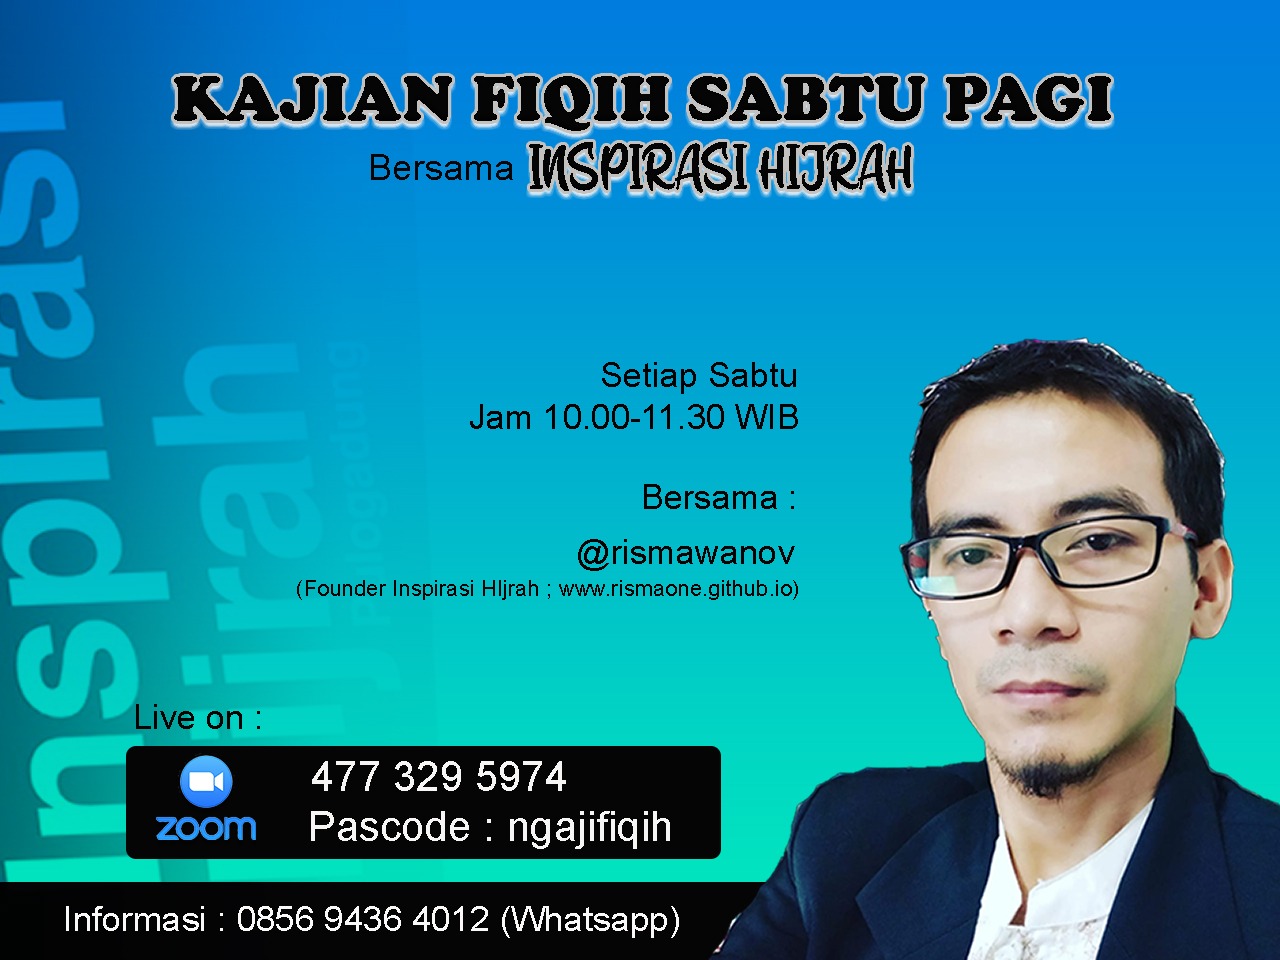 KAJIAN FIQIH SABTU PAGI
Bersama INSPIRASI HIJRAH
Setiap Sabtu
Jam 10.00-11.30 WIB
Bersama :
@rismawanov
(Founder Inspirasi HIjrah ; www.rismaone.github.io)
Inspirasi
hijrah
Live on :
zoom
477 329 5974
Pascode : ngajifiqih
Informasi : 0856 9436 4012 (Whatsapp)